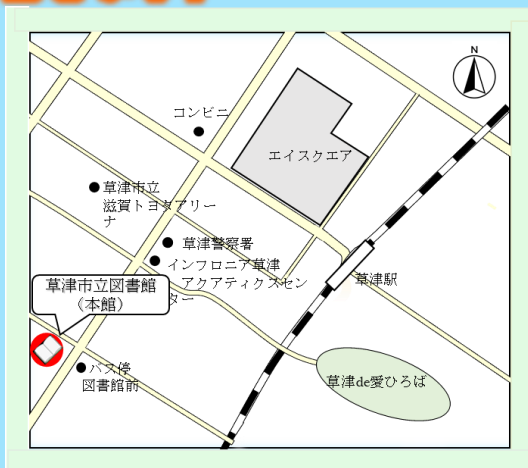 N
コンビニ
エイスクエア
草津市立
滋賀トヨタアリー
ナ
草津警察署
インフロニア草津
アクアティクスセン
ター
草津駅
草津市立図書館
（本館）
バス停
図書館前
草津de愛ひろば